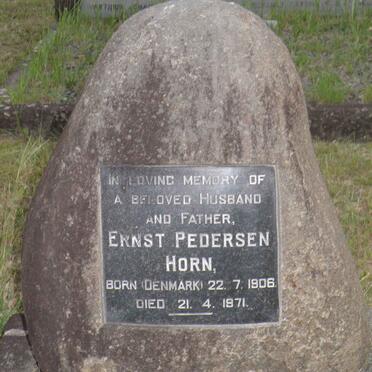 IN LOVING MEMORY OF
A BELOVED HUSBAND
AND FATHER,
ERNST PEDERSEN
HORN,
BORN (DENMARK) 22. 7. 1906.
DIED 21. 4. 1971.